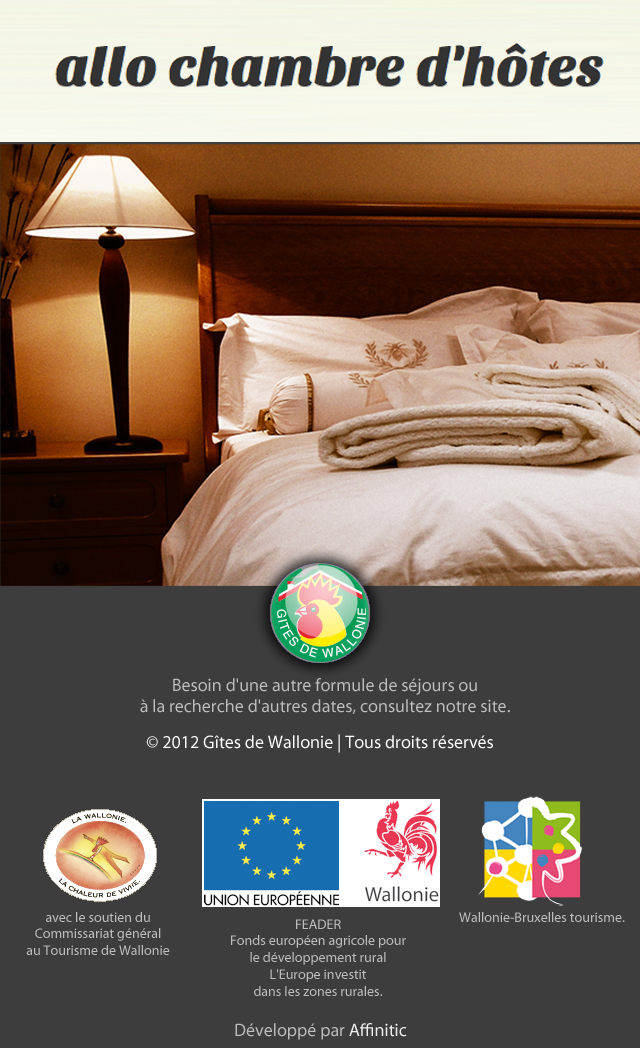 allo chambre d'hôtes
GITES DE WALLONIE
Besoin d'une autre formule de séjours ou
à la recherche d'autres dates, consultez notre site.
© 2012 Gîtes de Wallonie | Tous droits réservés
LA WALLONIE,
LA CHALEUR DE VIVRE.
avec le soutien du
Commissariat général
au Tourisme de Wallonie
UNION EUROPÉENNE
Wallonie
FEADER
Fonds européen agricole pour
le développement rural
L'Europe investit
dans les zones rurales.
Wallonie-Bruxelles tourisme.
Développé par Affinitic